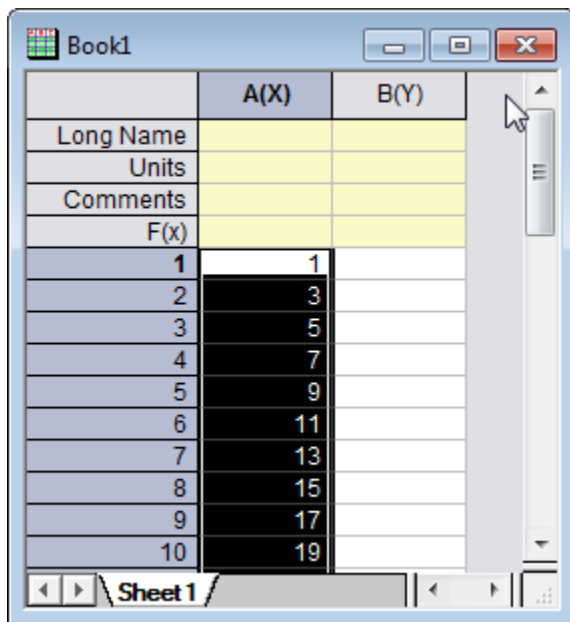 Book1
A(X) B(Y)
Long Name
Units
Comments
F(x)
1 1
2 3
3 5
4 7
5 9
6 11
7 13
8 15
9 17
10 19
Sheet1